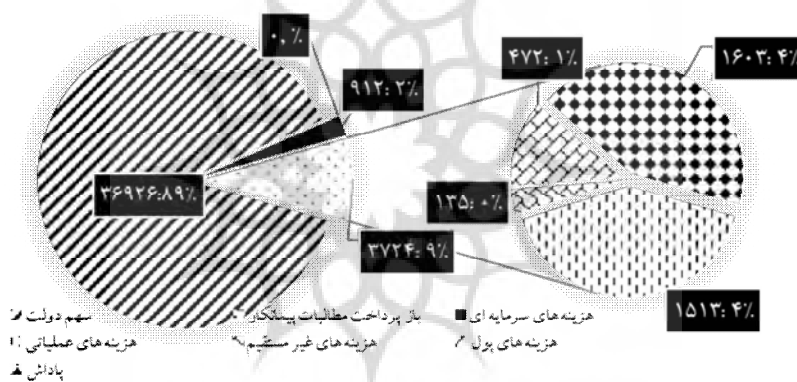 ۰, ٪
۴۷۲: ۱٪
۱۶۰۳: ۴٪
۹۱۲: ۲٪
۳۶۹۲۶:۸۹٪
۱۳۵: ۰٪
۳۷۲۴: ۹٪
۱۵۱۳: ۴٪
هزینه های سرمایه ای باز پرداخت مطالبات پیمانکار سهم دولت
هزینه های پول هزینه های غیر مستقیم هزینه های عملیاتی
پاداش